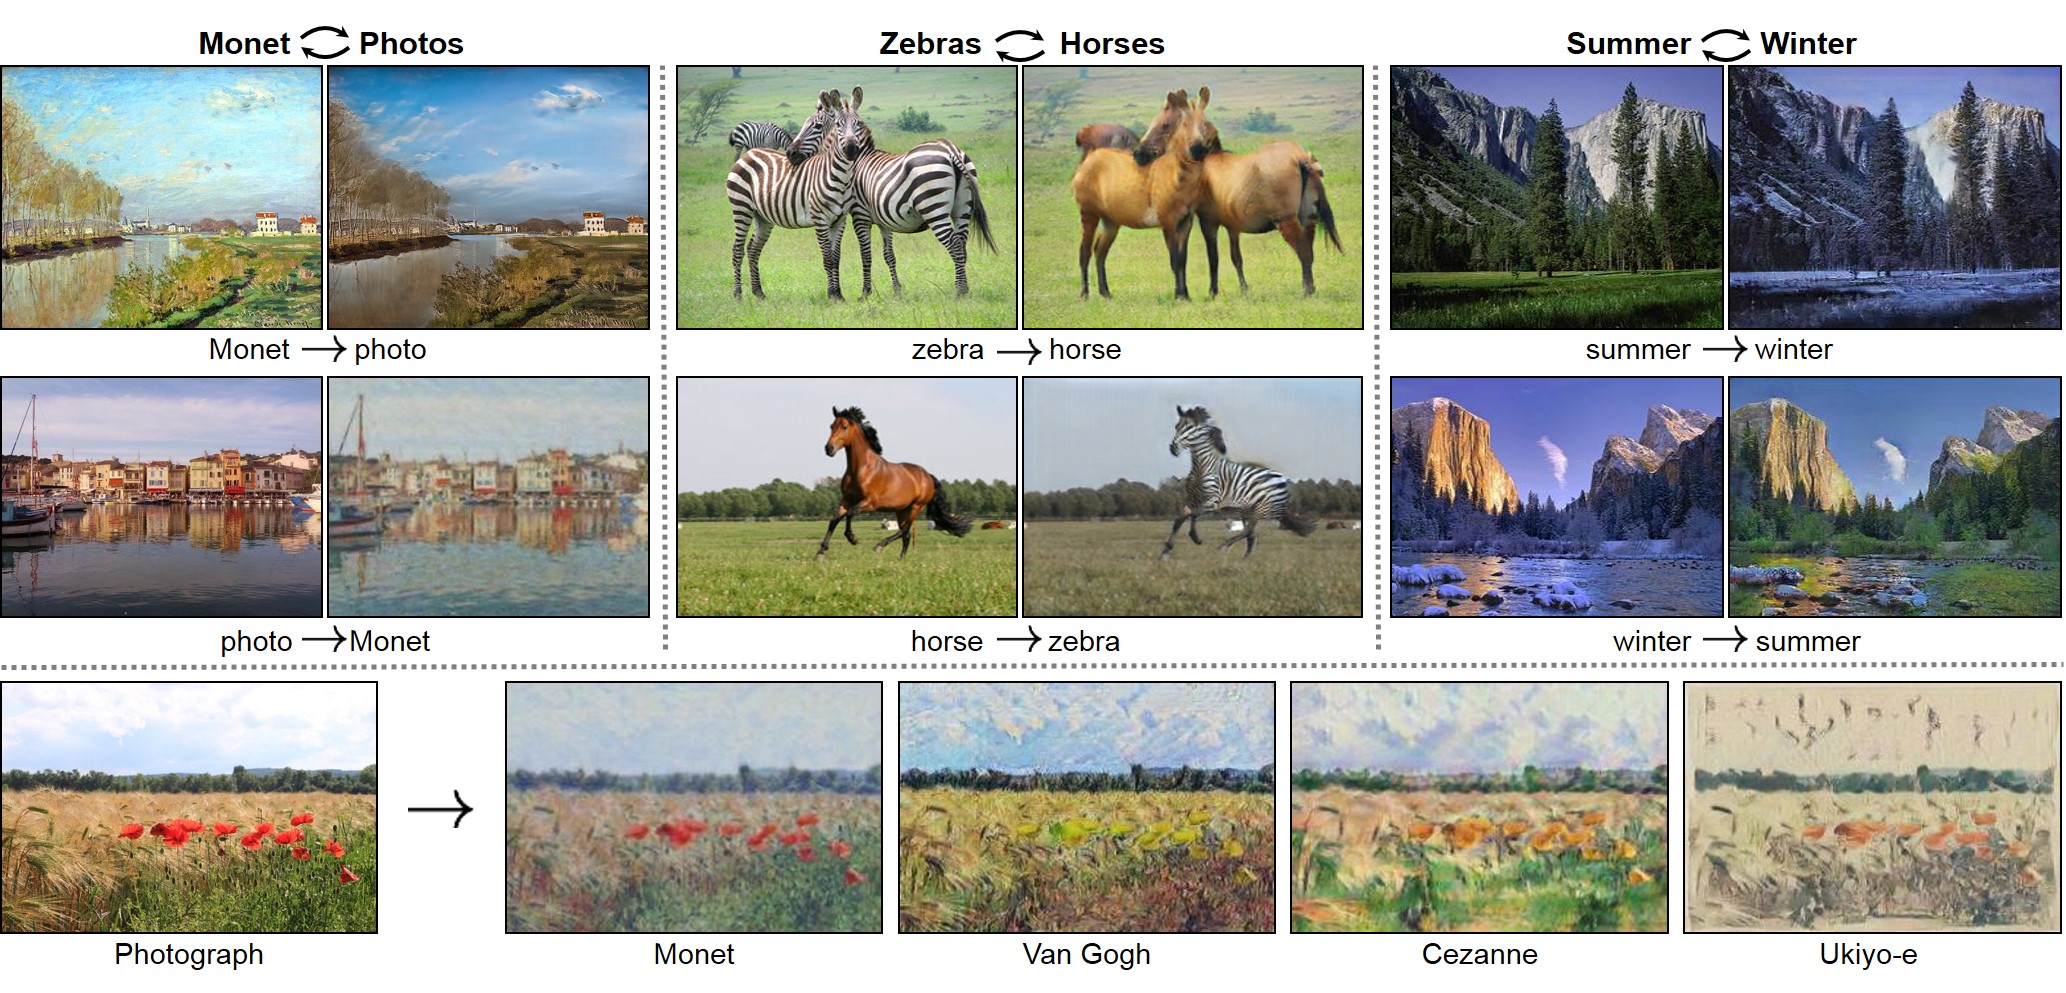 Monet Photos
Zebras Horses
Summer Winter
Monet → photo
zebra → horse
summer → winter
photo → Monet
horse → zebra
winter → summer
→
Photograph
Monet
Van Gogh
Cezanne
Ukiyo-e